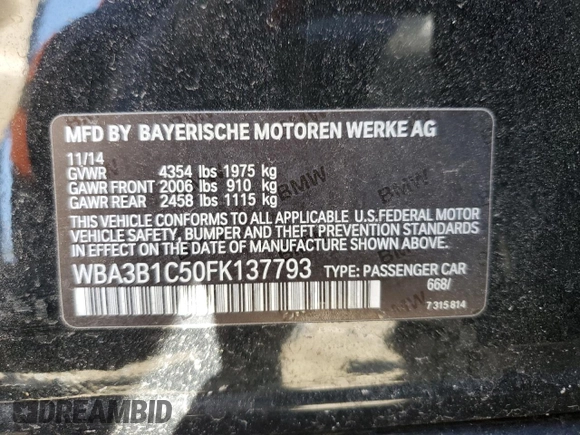 MFD BY BAYERISCHE MOTOREN WERKE AG
11/14
GVWR 4354 lbs 1975 kg
GAWR FRONT 2006 lbs 910 kg
GAWR REAR 2458 lbs 1115 kg
THIS VEHICLE CONFORMS TO ALL APPLICABLE U.S.FEDERAL MOTOR
VEHICLE SAFETY, BUMPER AND THEFT PREVENTION STANDARDS
IN EFFECT ON THE DATE OF MANUFACTURE SHOWN ABOVE.
WBA3B1C50FK137793 TYPE: PASSENGER CAR
668/
7 315 814
BMW
BMW
DREAMBID